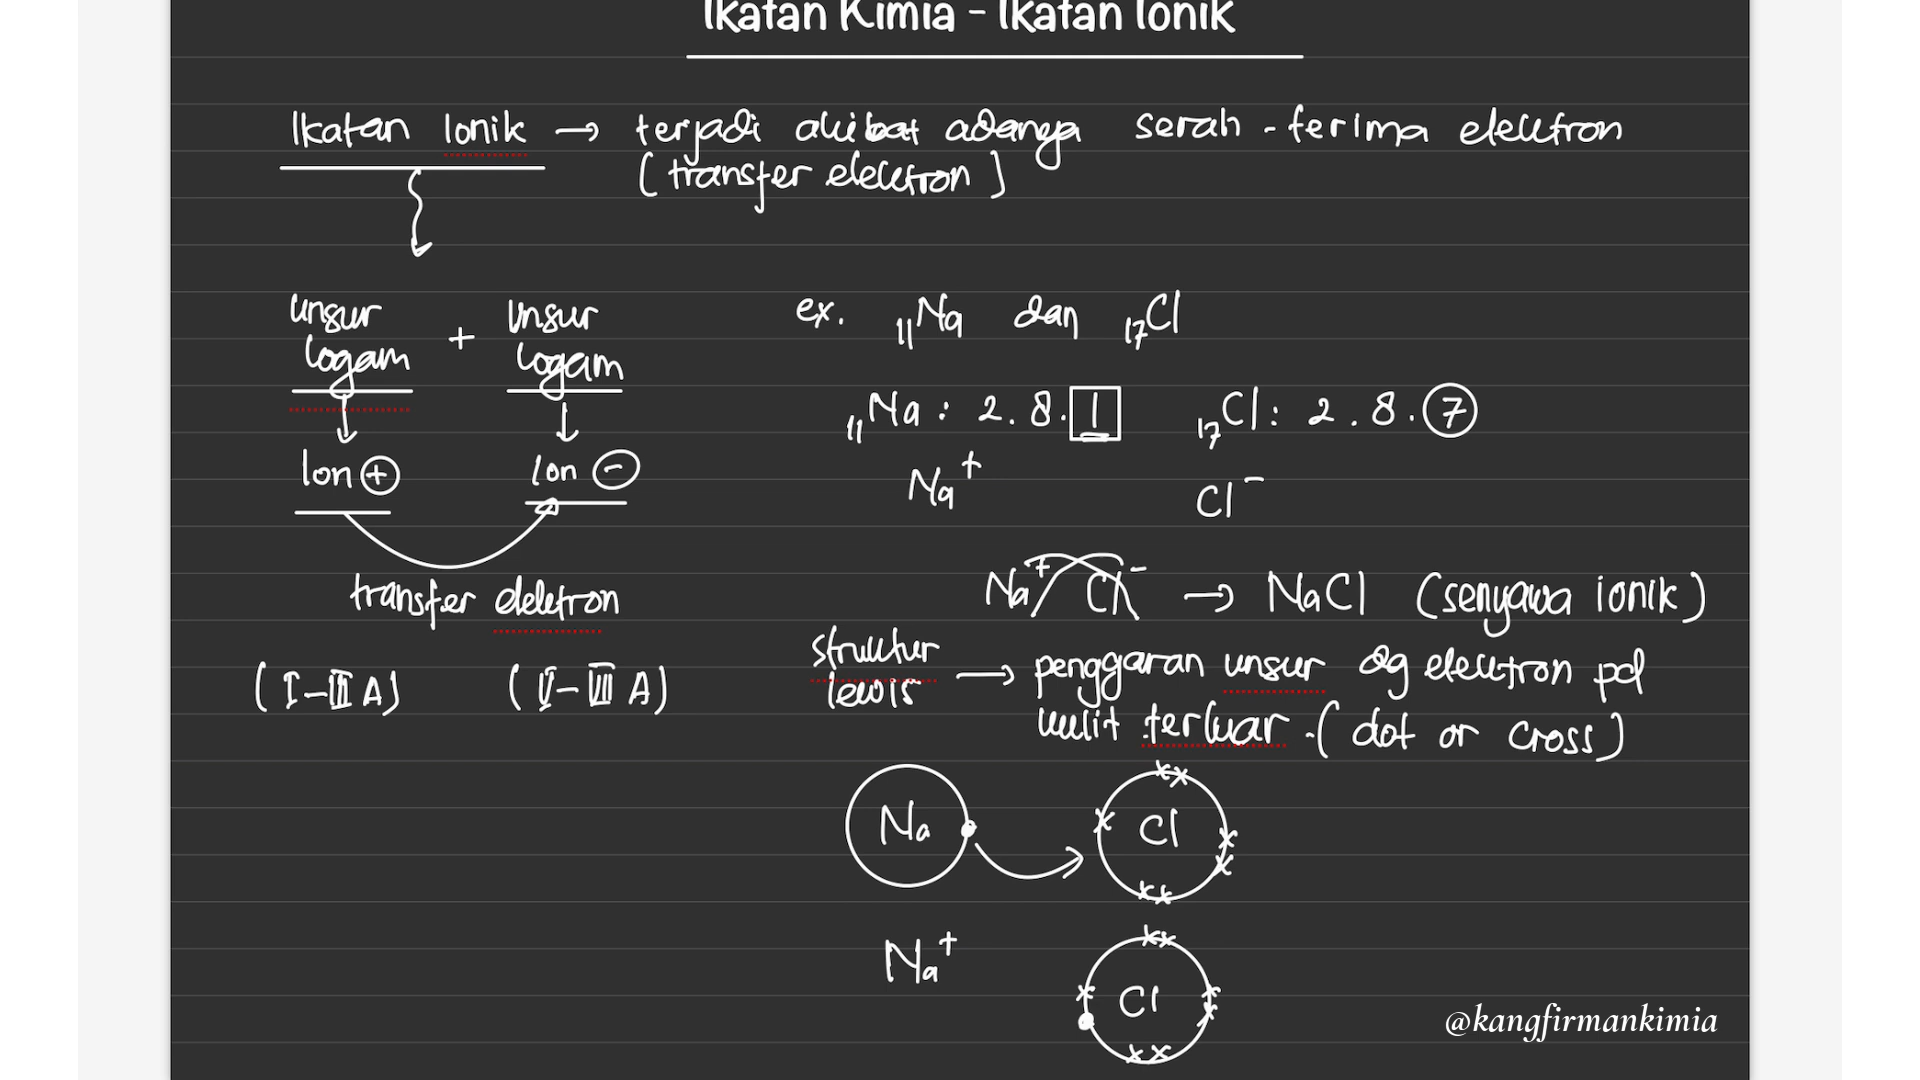 Ikatan Kimia - Ikatan Ionik
Ikatan Ionik → terjadi akibat adanya serah - terima elektron
(transfer elektron)
unsur logam + unsur logam
Ion ⊕ Ion ⊖
transfer elektron
(I-III A) (V-VII A)
ex. ₁₁Na dan ₁₇Cl
₁₁Na : 2 . 8 . 1 ₁₇Cl : 2 . 8 . 7
Na⁺ Cl⁻
Na⁺ Cl⁻ → NaCl (senyawa ionik)
struktur lewis → penggaran unsur dg elektron pd
kulit terluar . (dot or cross)
Na Cl
Na⁺ Cl
@kangfirmankimia